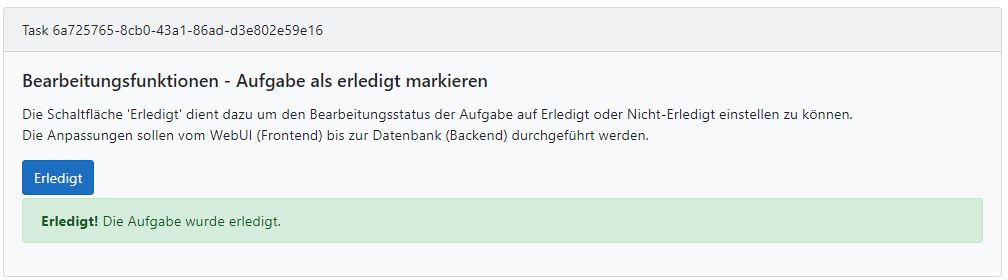 Task 6a725765-8cb0-43a1-86ad-d3e802e59e16
Bearbeitungsfunktionen - Aufgabe als erledigt markieren
Die Schaltfläche 'Erledigt' dient dazu um den Bearbeitungsstatus der Aufgabe auf Erledigt oder Nicht-Erledigt einstellen zu können.
Die Anpassungen sollen vom WebUI (Frontend) bis zur Datenbank (Backend) durchgeführt werden.
Erledigt
Erledigt! Die Aufgabe wurde erledigt.